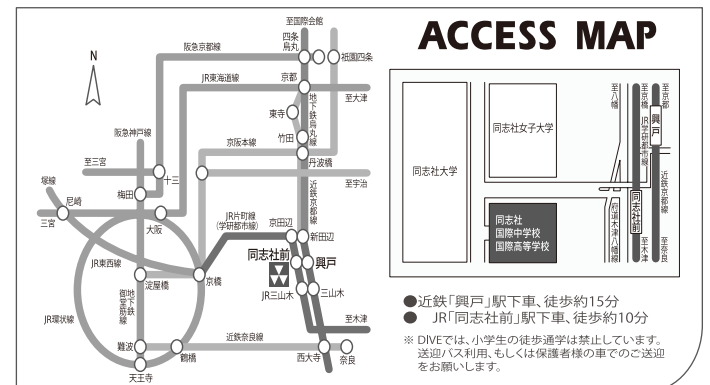 ACCESS MAP
N
至国際会館
四条
烏丸
祇園四条
阪急京都線
京都
JR東海道線
至大津
地下鉄烏丸線
東寺
竹田
阪急神戸線
京阪本線
丹波橋
至三宮
十三
至宇治
塚線
梅田
尼崎
近鉄京都線
三宮
大阪
JR片町線
(学研都市線)
京田辺
新田辺
同志社前
興戸
JR東西線
淀屋橋
京橋
JR三山木
三山木
地下鉄
御堂筋線
JR環状線
至木津
近鉄奈良線
難波
鶴橋
西大寺
奈良
天王寺
至八幡
至京橋
至京都
JR学研都市線
興戸
同志社女子大学
同志社大学
近鉄京都線
同志社前
同志社
国際中学校
国際高等学校
府道木津八幡線
至木津
至奈良
●近鉄「興戸」駅下車、徒歩約15分
● JR「同志社前」駅下車、徒歩約10分
※ DIVEでは、小学生の徒歩通学は禁止しています。
送迎バス利用、もしくは保護者様の車でのご送迎
をお願いします。